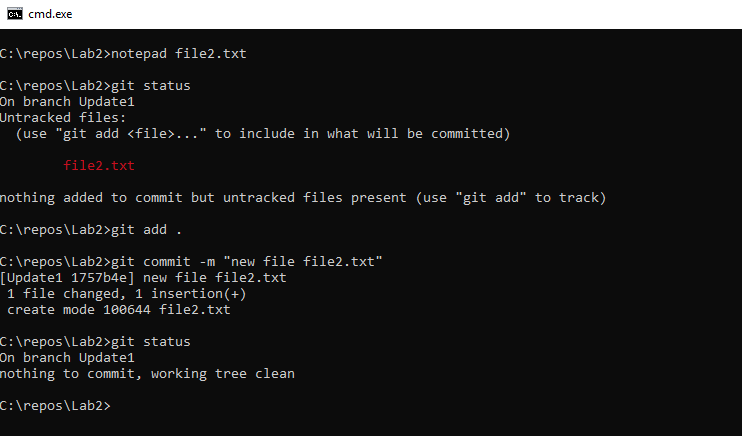 cmd.exe
C:\repos\Lab2>notepad file2.txt
C:\repos\Lab2>git status
On branch Update1
Untracked files:
  (use "git add <file>..." to include in what will be committed)
        file2.txt
nothing added to commit but untracked files present (use "git add" to track)
C:\repos\Lab2>git add .
C:\repos\Lab2>git commit -m "new file file2.txt"
[Update1 1757b4e] new file file2.txt
 1 file changed, 1 insertion(+)
 create mode 100644 file2.txt
C:\repos\Lab2>git status
On branch Update1
nothing to commit, working tree clean
C:\repos\Lab2>